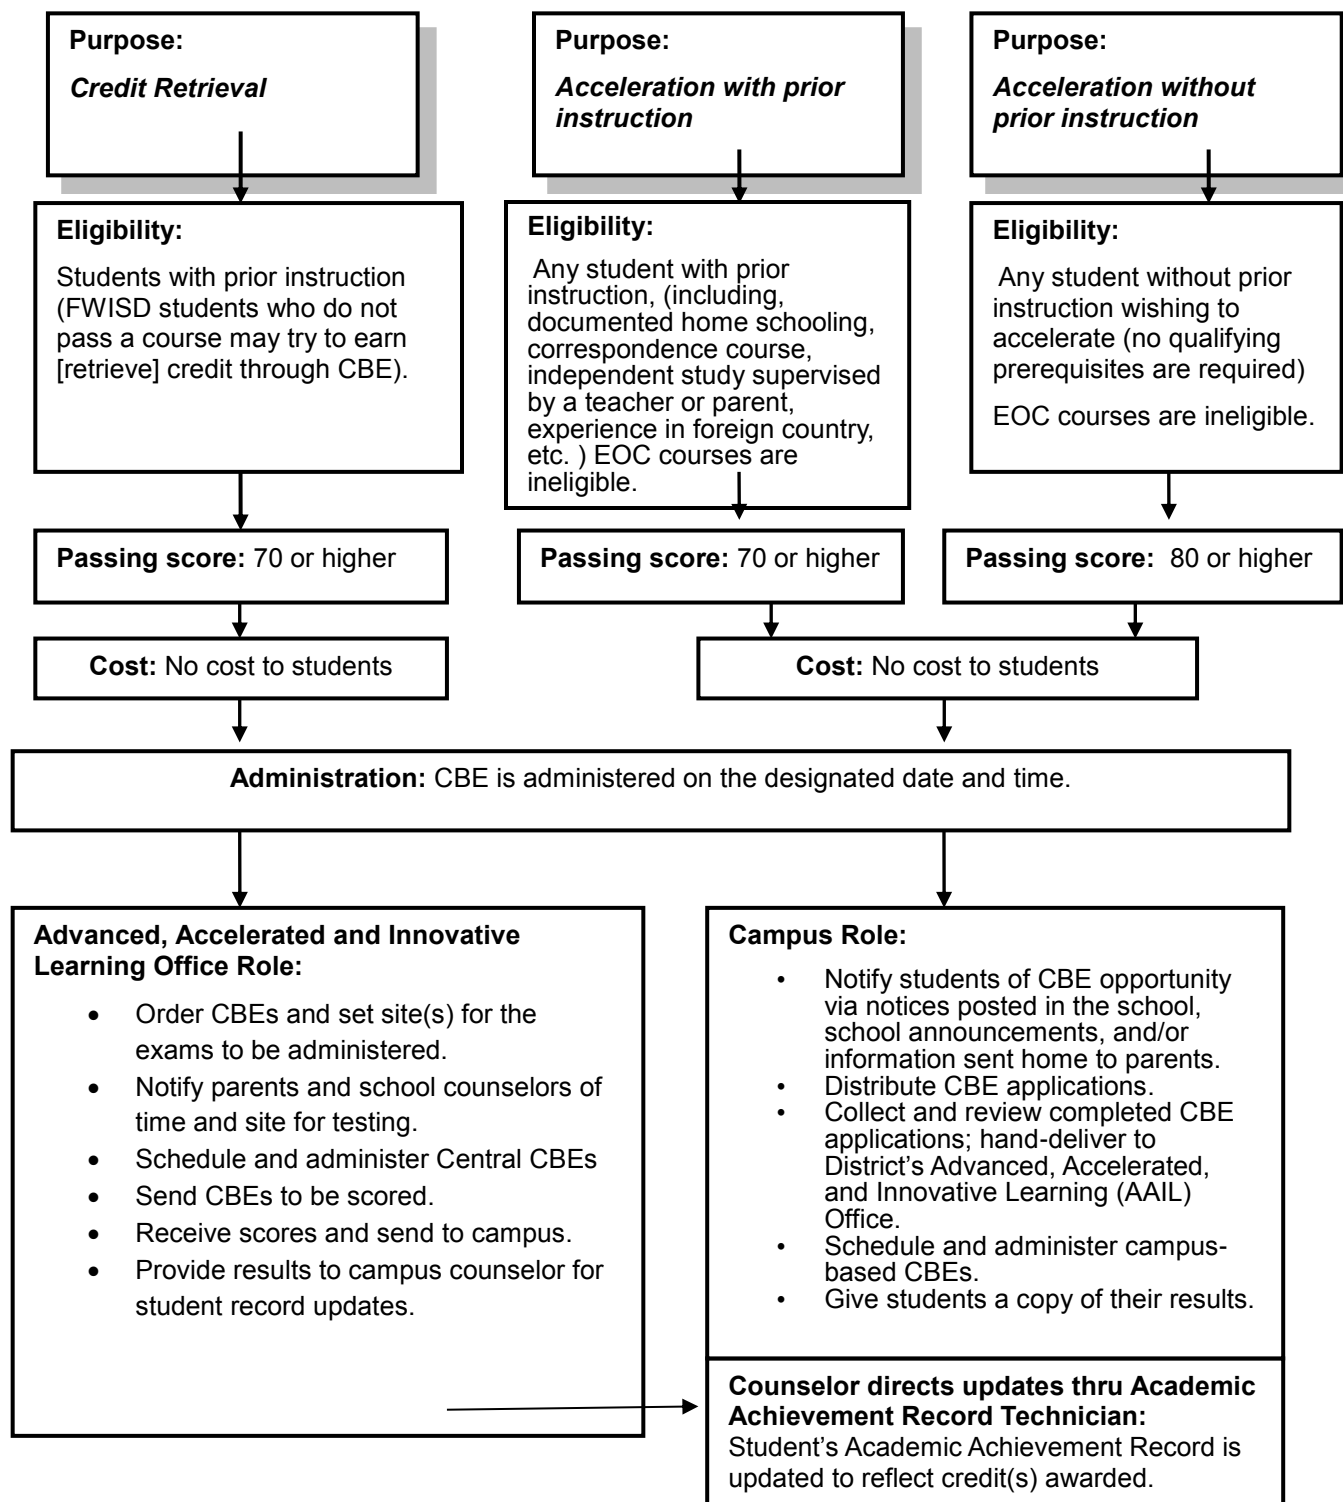 Purpose:
Credit Retrieval
Purpose:
Acceleration with prior
instruction
Purpose:
Acceleration without
prior instruction
Eligibility:
Students with prior instruction
(FWISD students who do not
pass a course may try to earn
[retrieve] credit through CBE).
Eligibility:
Any student with prior
instruction, (including,
documented home schooling,
correspondence course,
independent study supervised
by a teacher or parent,
experience in foreign country,
etc. ) EOC courses are
ineligible.
Eligibility:
Any student without prior
instruction wishing to
accelerate (no qualifying
prerequisites are required)
EOC courses are ineligible.
Passing score: 70 or higher
Passing score: 70 or higher
Passing score: 80 or higher
Cost: No cost to students
Cost: No cost to students
Administration: CBE is administered on the designated date and time.
Advanced, Accelerated and Innovative
Learning Office Role:
• Order CBEs and set site(s) for the
exams to be administered.
• Notify parents and school counselors of
time and site for testing.
• Schedule and administer Central CBEs
• Send CBEs to be scored.
• Receive scores and send to campus.
• Provide results to campus counselor for
student record updates.
Campus Role:
• Notify students of CBE opportunity
via notices posted in the school,
school announcements, and/or
information sent home to parents.
• Distribute CBE applications.
• Collect and review completed CBE
applications; hand-deliver to
District's Advanced, Accelerated,
and Innovative Learning (AAIL)
Office.
• Schedule and administer campus-
based CBEs.
• Give students a copy of their results.
Counselor directs updates thru Academic
Achievement Record Technician:
Student's Academic Achievement Record is
updated to reflect credit(s) awarded.